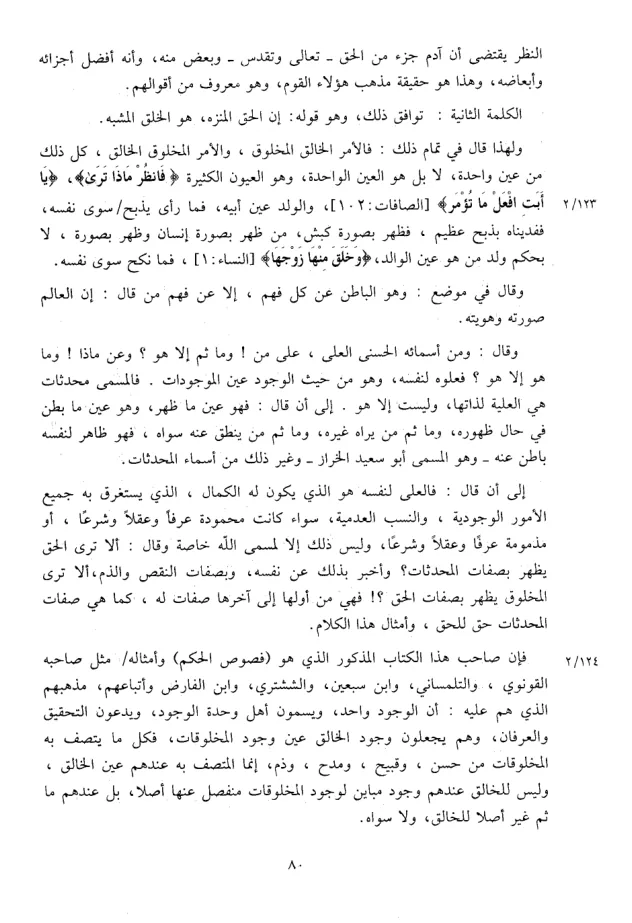 النظر يقتضى أن آدم جزء من الحق ـ تعالى وتقدس ـ وبعض منه، وأنه أفضل أجزائه
وأبعاضه، وهذا هو حقيقة مذهب هؤلاء القوم، وهو معروف من أقوالهم.
الكلمة الثانية : توافق ذلك، وهو قوله: إن الحق المنزه، هو الخلق المشبه.
ولهذا قال في تمام ذلك : فالأمر الخالق المخلوق ، والأمر المخلوق الخالق ، كل ذلك
من عين واحدة، لا بل هو العين الواحدة، وهو العيون الكثيرة ﴿ فَانظُرْ مَاذَا تَرَىٰ﴾، ﴿يَا
أَبَتِ افْعَلْ مَا تُؤْمَر﴾ [الصافات:١٠٢]، والولد عين أبيه، فما رأى يذبح/سوى نفسه، ٢/١٢٣
ففديناه بذبح عظيم ، فظهر بصورة كبش، من ظهر بصورة إنسان وظهر بصورة ، لا
بحكم ولد من هو عين الوالد،﴿وَخَلَقَ مِنْهَا زَوْجَهَا﴾ [النساء:١] ، فما نكح سوى نفسه.
وقال في موضع : وهو الباطن عن كل فهم ، إلا عن فهم من قال : إن العالم
صورته وهويته.
وقال : ومن أسمائه الحسنى العلى ، على من ! وما ثم إلا هو ؟ وعن ماذا ! وما
هو إلا هو ؟ فعلوه لنفسه، وهو من حيث الوجود عين الموجودات . فالمسمى محدثات
هي العلية لذاتها، وليست إلا هو . إلى أن قال : فهو عين ما ظهر، وهو عين ما بطن
في حال ظهوره، وما ثم من يراه غيره، وما ثم من ينطق عنه سواه ، فهو ظاهر لنفسه
باطن عنه ـ وهو المسمى أبو سعيد الخراز ـ وغير ذلك من أسماء المحدثات.
إلى أن قال : فالعلى لنفسه هو الذي يكون له الكمال ، الذي يستغرق به جميع
الأمور الوجودية ، والنسب العدمية، سواء كانت محمودة عرفاً وعقلاً وشرعًا ، أو
مذمومة عرفًا وعقلاً وشرعًا، وليس ذلك إلا لمسمى اللّه خاصة وقال : ألا ترى الحق
يظهر بصفات المحدثات؟ وأخبر بذلك عن نفسه، وبصفات النقص والذم،ألا ترى
المخلوق يظهر بصفات الحق ؟! فهي من أولها إلى آخرها صفات له ، كما هي صفات
المحدثات حق للحق ، وأمثال هذا الكلام.
فإن صاحب هذا الكتاب المذكور الذي هو (فصوص الحكم) وأمثاله/ مثل صاحبه ٢/١٢٤
القونوي ، والتلمساني، وابن سبعين، والششتري، وابن الفارض وأتباعهم، مذهبهم
الذي هم عليه : أن الوجود واحد، ويسمون أهل وحدة الوجود، ويدعون التحقيق
والعرفان، وهم يجعلون وجود الخالق عين وجود المخلوقات، فكل ما يتصف به
المخلوقات من حسن ، وقبيح ، ومدح ، وذم، إنما المتصف به عندهم عين الخالق ،
وليس للخالق عندهم وجود مباين لوجود المخلوقات منفصل عنها أصلا، بل عندهم ما
ثم غير أصلا للخالق، ولا سواه.
٨٠